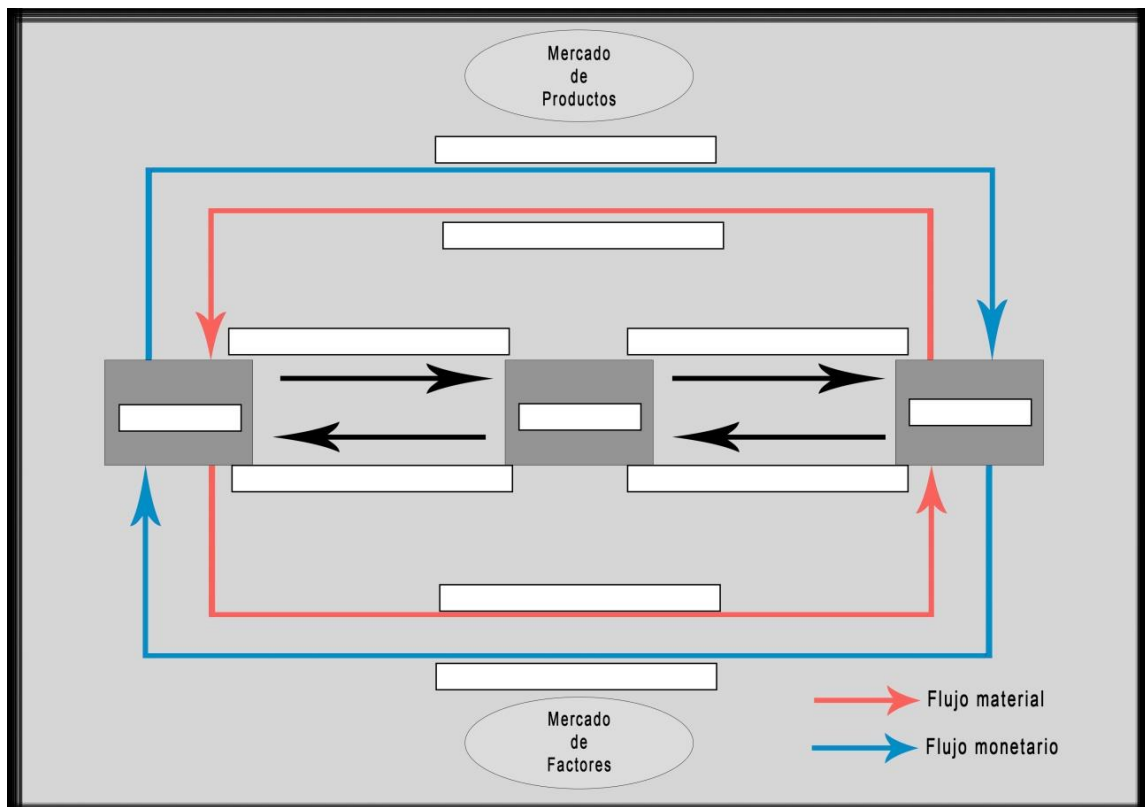 Mercado
de
Productos
Flujo material
Mercado
de
Factores
Flujo monetario